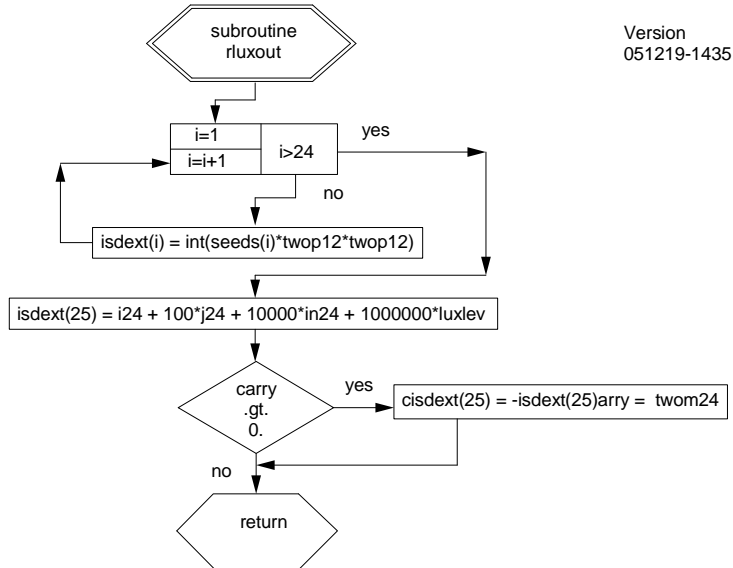 subroutine
rluxout
Version
051219-1435
i=1
i=i+1
i>24
yes
no
isdext(i) = int(seeds(i)*twop12*twop12)
isdext(25) = i24 + 100*j24 + 10000*in24 + 1000000*luxlev
carry
.gt.
0.
yes
cisdext(25) = -isdext(25)arry = twom24
no
return